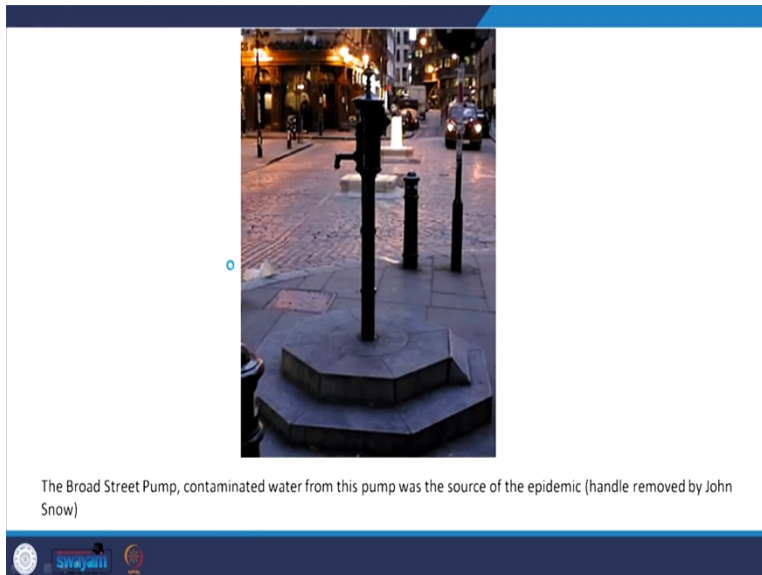 The Broad Street Pump, contaminated water from this pump was the source of the epidemic (handle removed by John
Snow)
swayam